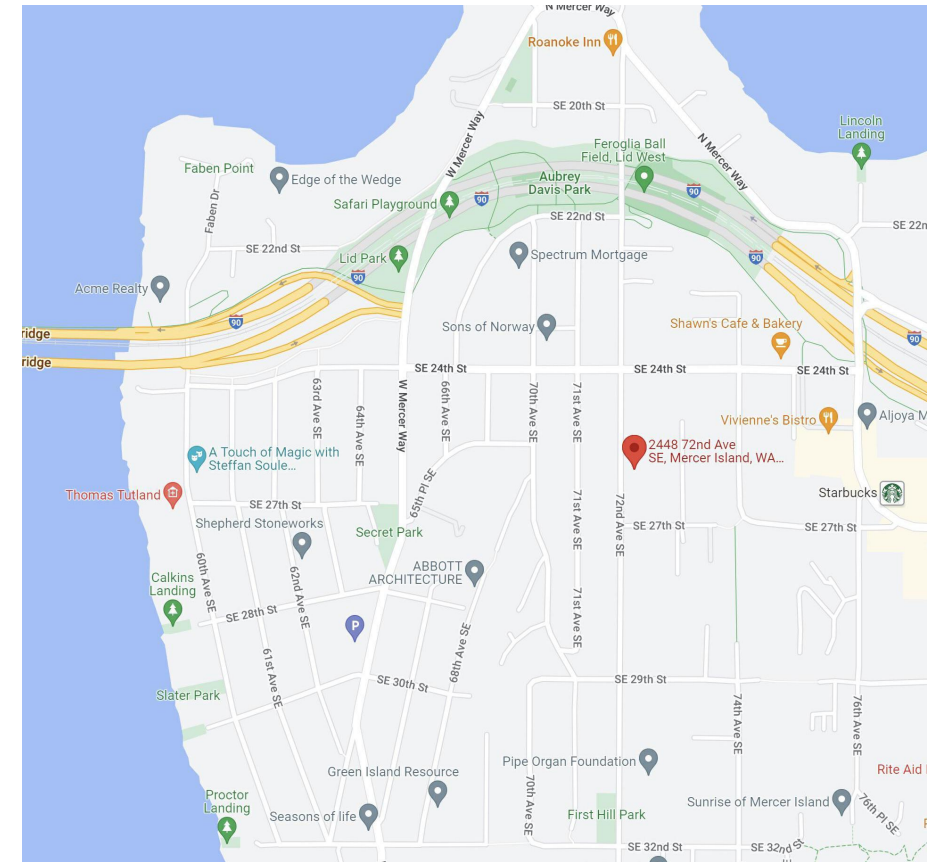 N Mercer Way
Roanoke Inn
SE 20th St
W Mercer Way
N Mercer Way
Lincoln
Landing
Feroglia Ball
Field, Lid West
Faben Point
Edge of the Wedge
Aubrey
Davis Park
90
90
Safari Playground
Faben Dr
SE 22nd St
SE 22n
SE 22nd St
Lid Park
Spectrum Mortgage
90
90
Acme Realty
90
Sons of Norway
Shawn's Cafe & Bakery
ridge
90
ridge
SE 24th St
SE 24th St
SE 24th St
63rd Ave SE
64th Ave SE
W Mercer Way
66th Ave SE
70th Ave SE
71st Ave SE
Vivienne's Bistro
Aljoya M
A Touch of Magic with
Steffan Soule...
2448 72nd Ave
SE, Mercer Island, WA...
65th Pl SE
Thomas Tutland
Starbucks
SE 27th St
71st Ave SE
72nd Ave SE
SE 27th St
SE 27th St
Shepherd Stoneworks
Secret Park
ABBOTT
ARCHITECTURE
60th Ave SE
62nd Ave SE
Calkins
Landing
SE 28th St
P
71st Ave SE
68th Ave SE
61st Ave SE
SE 30th St
SE 29th St
Slater Park
74th Ave SE
76th Ave SE
Pipe Organ Foundation
Green Island Resource
Rite Aid
Proctor
Landing
Seasons of life
70th Ave SE
First Hill Park
Sunrise of Mercer Island
76th Pl SE
SE 32nd St
SE 32nd St